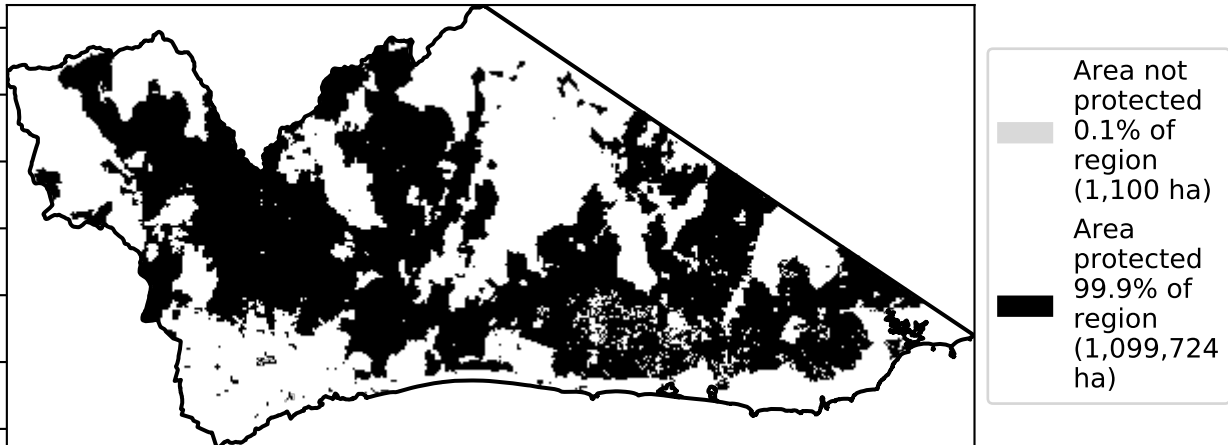 Area not
protected
0.1% of
region
(1,100 ha)
Area
protected
99.9% of
region
(1,099,724
ha)